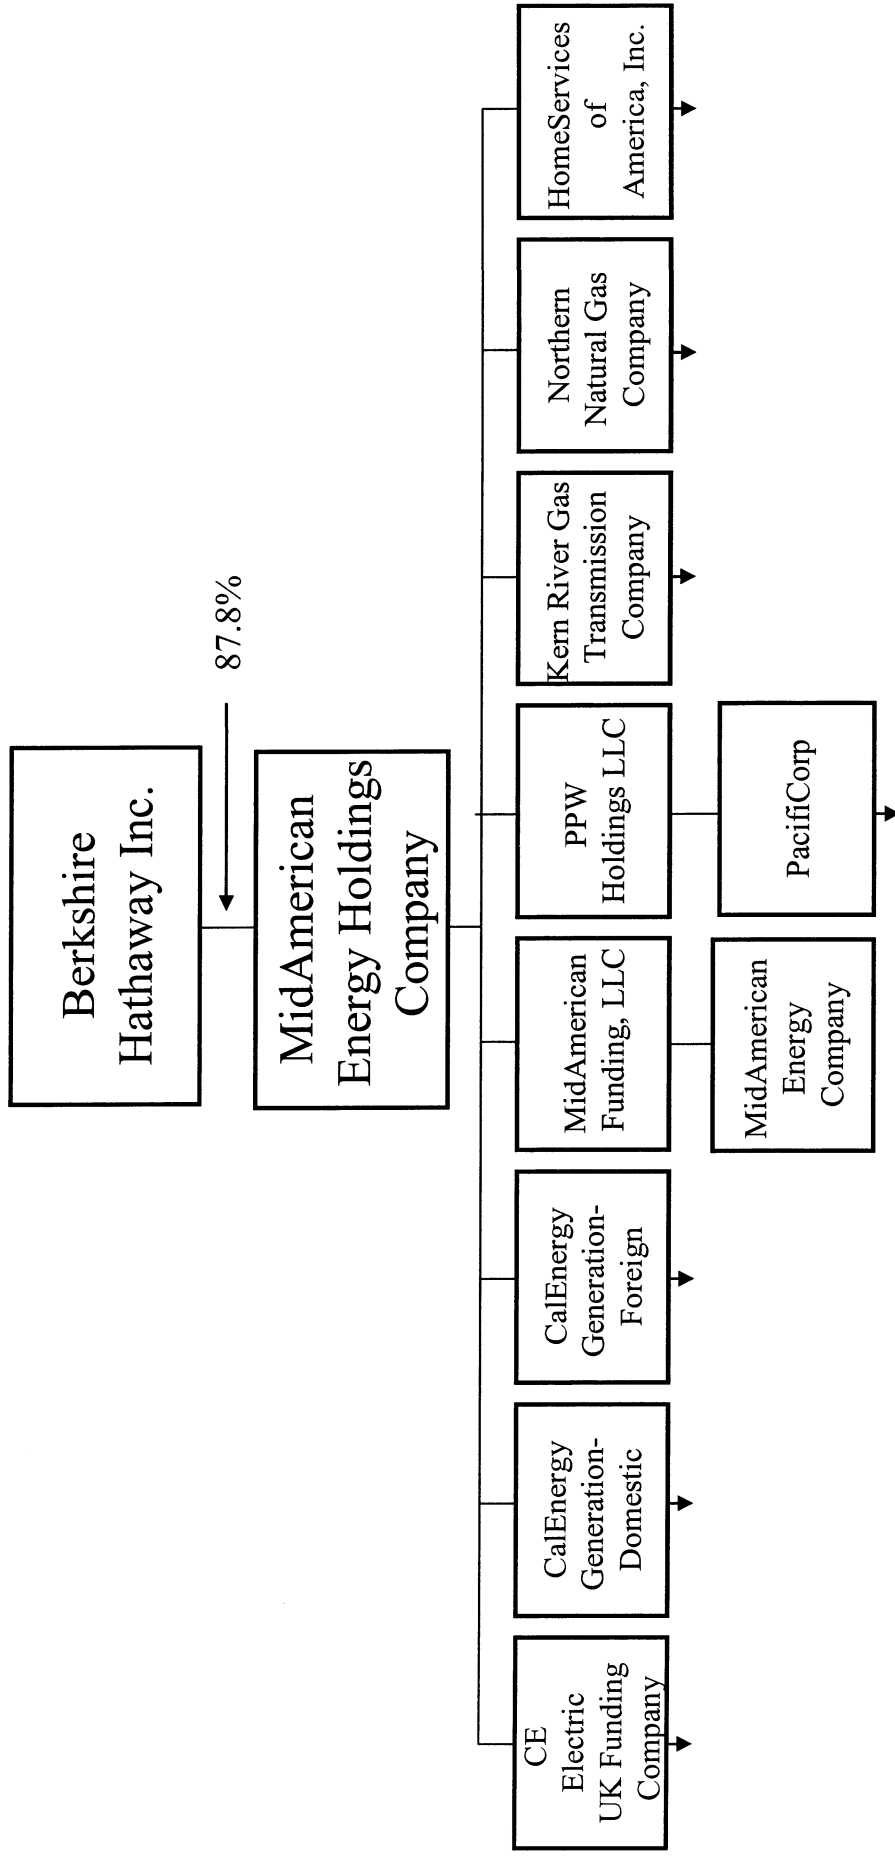 Berkshire
Hathaway Inc.
87.8%
MidAmerican
Energy Holdings
Company
CE
Electric
UK Funding
Company
CalEnergy
Generation-
Domestic
CalEnergy
Generation-
Foreign
MidAmerican
Funding, LLC
PPW
Holdings LLC
Kern River Gas
Transmission
Company
Northern
Natural Gas
Company
HomeServices
of
America, Inc.
MidAmerican
Energy
Company
PacifiCorp